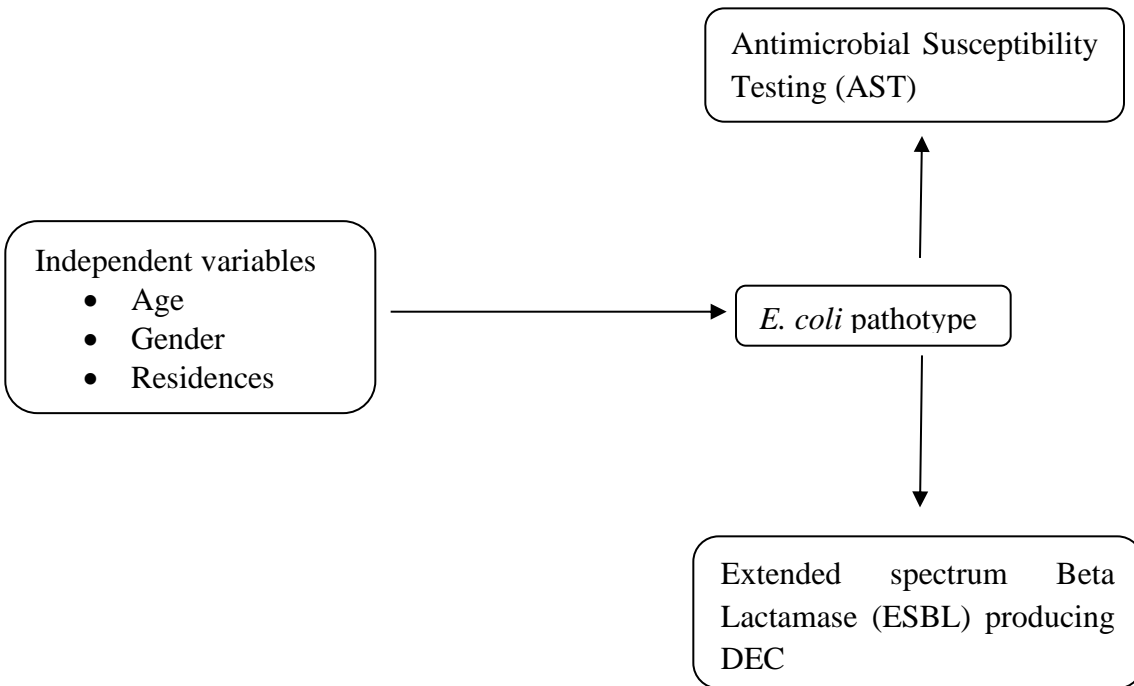 Antimicrobial Susceptibility
Testing (AST)
Independent variables
• Age
• Gender
• Residences
E. coli pathotype
Extended spectrum Beta
Lactamase (ESBL) producing
DEC